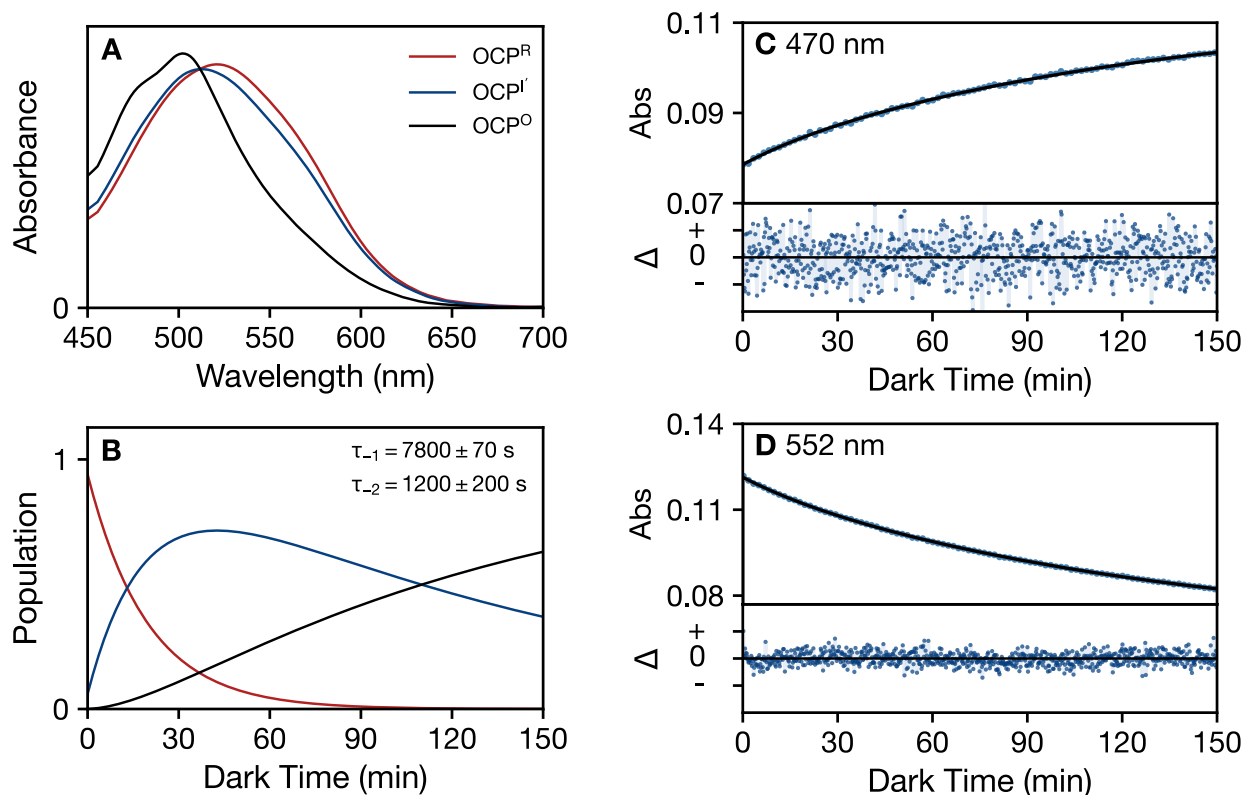 A
OCP^R
OCP^I′
OCP^O
Absorbance
0
450 500 550 600 650 700
Wavelength (nm)
B
τ₋₁ = 7800 ± 70 s
τ₋₂ = 1200 ± 200 s
1
Population
0
0 30 60 90 120 150
Dark Time (min)
C 470 nm
0.11
Abs
0.09
0.07
+
Δ 0
-
0 30 60 90 120 150
Dark Time (min)
D 552 nm
0.14
Abs
0.11
0.08
+
Δ 0
-
0 30 60 90 120 150
Dark Time (min)